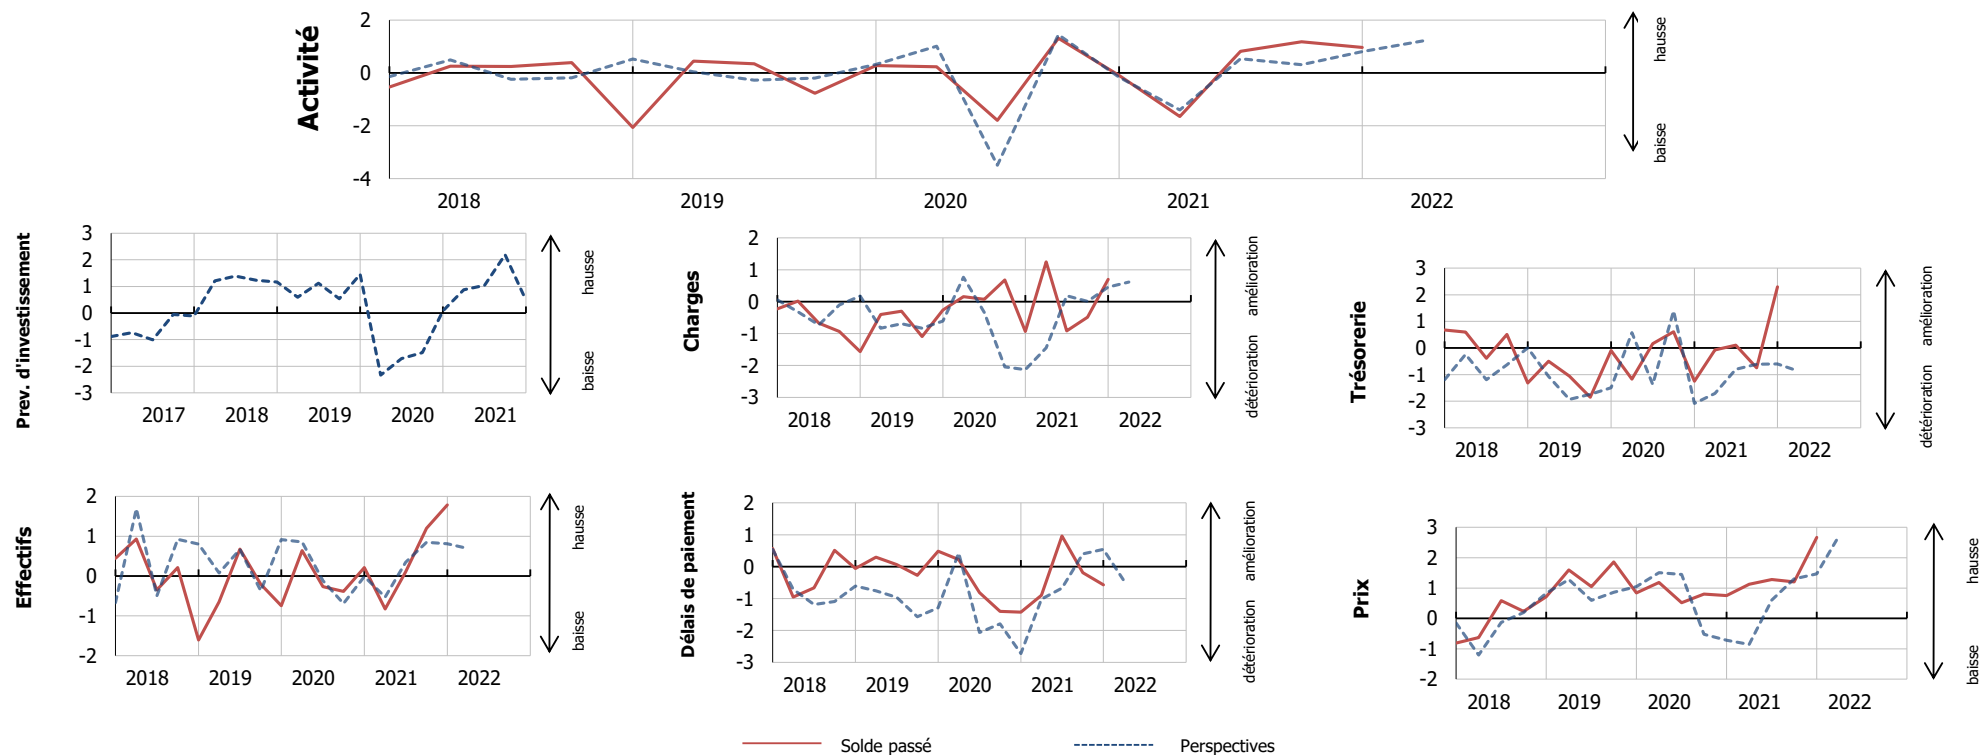 Activité
2
0
-2
-4
2018 2019 2020 2021 2022
hausse
baisse
Prev. d'investissement
3
2
1
0
-1
-2
-3
2017 2018 2019 2020 2021
hausse
baisse
Charges
2
1
0
-1
-2
-3
2018 2019 2020 2021 2022
amélioration
détérioration
Trésorerie
3
2
1
0
-1
-2
-3
2018 2019 2020 2021 2022
amélioration
détérioration
Effectifs
2
1
0
-1
-2
2018 2019 2020 2021 2022
hausse
baisse
Délais de paiement
2
1
0
-1
-2
-3
2018 2019 2020 2021 2022
amélioration
détérioration
Prix
3
2
1
0
-1
-2
2018 2019 2020 2021 2022
hausse
baisse
Solde passé Perspectives